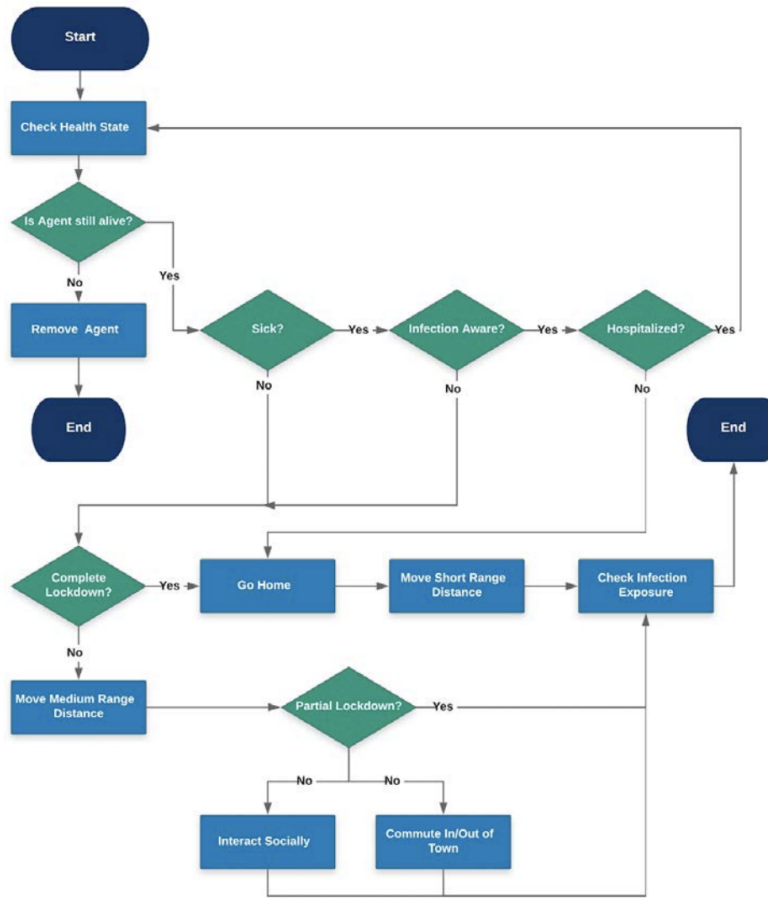 Start
Check Health State
Is Agent still alive?
No
Yes
Remove Agent
Sick?
Yes
Infection Aware?
Yes
Hospitalized?
Yes
No
No
No
End
End
Complete
Lockdown?
Yes
Go Home
Move Short Range
Distance
Check Infection
Exposure
No
Move Medium Range
Distance
Partial Lockdown?
Yes
No
No
Interact Socially
Commute In/Out of
Town